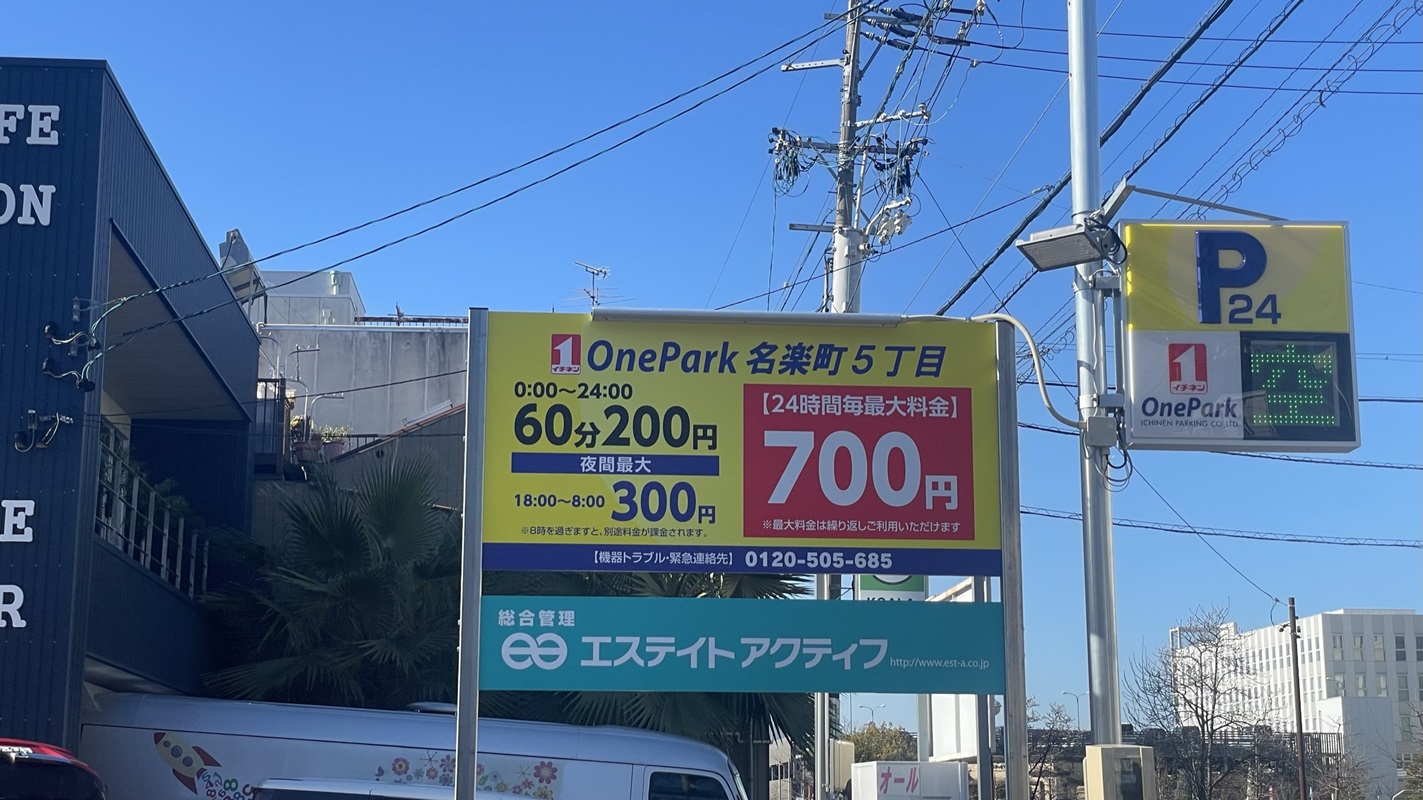 FE
ON
E
R
1
イチネン
OnePark 名楽町5丁目
0:00～24:00
60分200円
夜間最大
18:00～8:00 300円
※8時を過ぎますと、別途料金が課金されます。
【24時間毎最大料金】
700円
※最大料金は繰り返しご利用いただけます
【機器トラブル・緊急連絡先】 0120-505-685
総合管理
エステイトアクティフ http://www.est-a.co.jp
P24
1
イチネン
OnePark
ICHINEN PARKING CO.,LTD.
空
オール